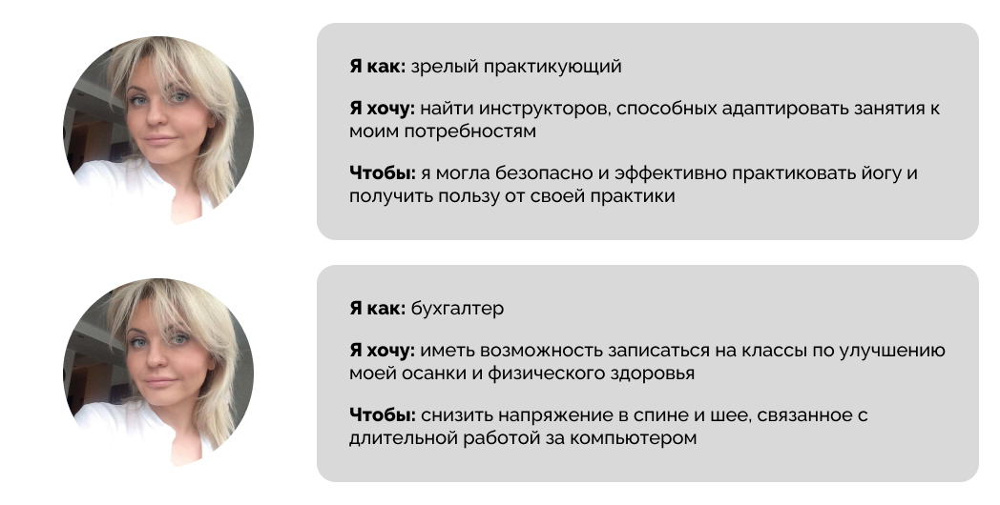 Я как: зрелый практикующий
Я хочу: найти инструкторов, способных адаптировать занятия к
моим потребностям
Чтобы: я могла безопасно и эффективно практиковать йогу и
получить пользу от своей практики
Я как: бухгалтер
Я хочу: иметь возможность записаться на классы по улучшению
моей осанки и физического здоровья
Чтобы: снизить напряжение в спине и шее, связанное с
длительной работой за компьютером